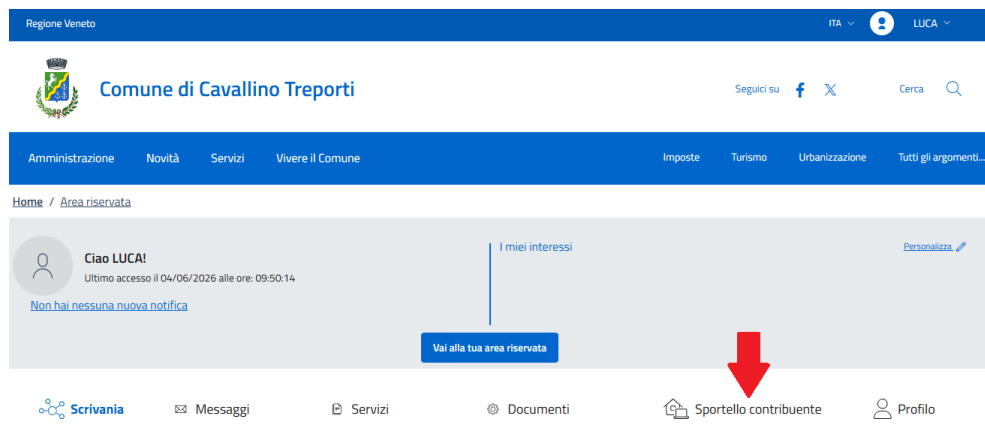 Regione Veneto
ITA
LUCA
Comune di Cavallino Treporti
Seguici su
Cerca
Amministrazione
Novità
Servizi
Vivere il Comune
Imposte
Turismo
Urbanizzazione
Tutti gli argomenti...
Home / Area riservata
I miei interessi
Personalizza
Ciao LUCA!
Ultimo accesso il 04/06/2026 alle ore: 09:50:14
Non hai nessuna nuova notifica
Vai alla tua area riservata
Scrivania
Messaggi
Servizi
Documenti
Sportello contribuente
Profilo